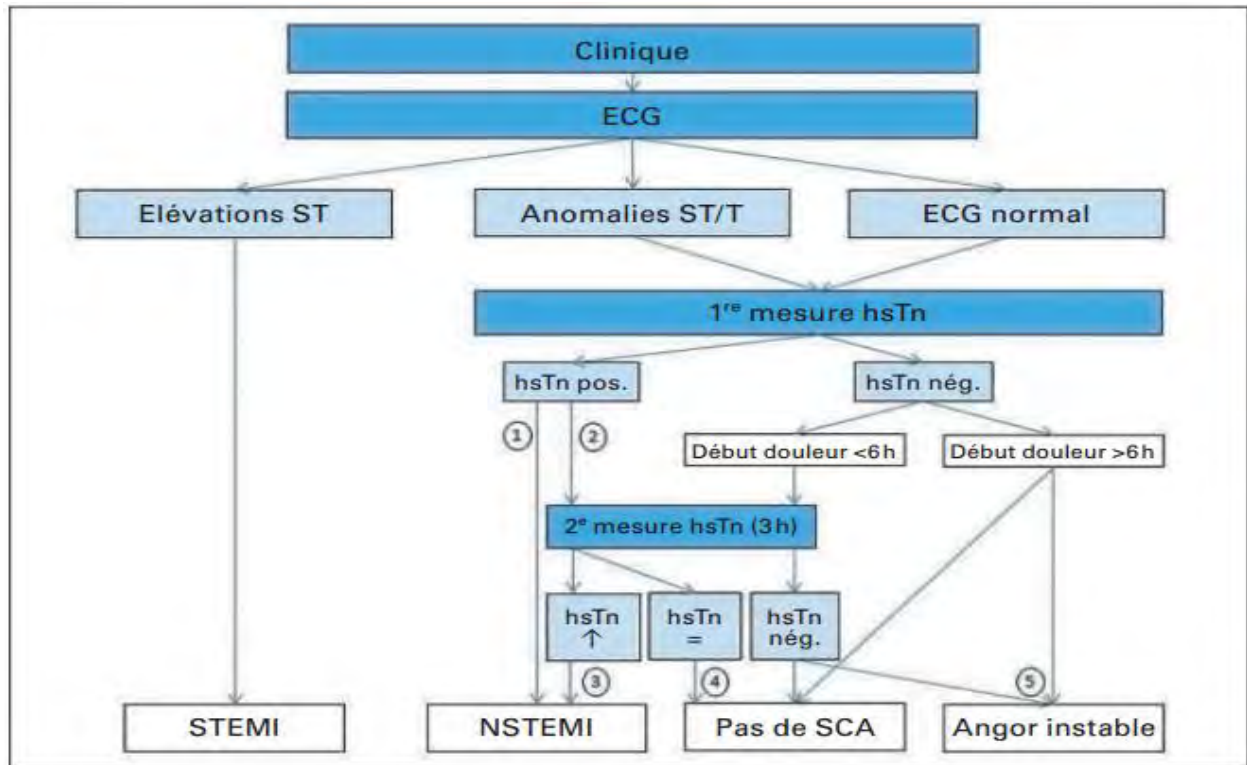 Clinique
ECG
Elévations ST
Anomalies ST/T
ECG normal
1re mesure hsTn
hsTn pos.
hsTn nég.
1
2
Début douleur <6h
Début douleur >6h
2e mesure hsTn (3h)
hsTn
↑
hsTn
=
hsTn
nég.
3
4
5
STEMI
NSTEMI
Pas de SCA
Angor instable